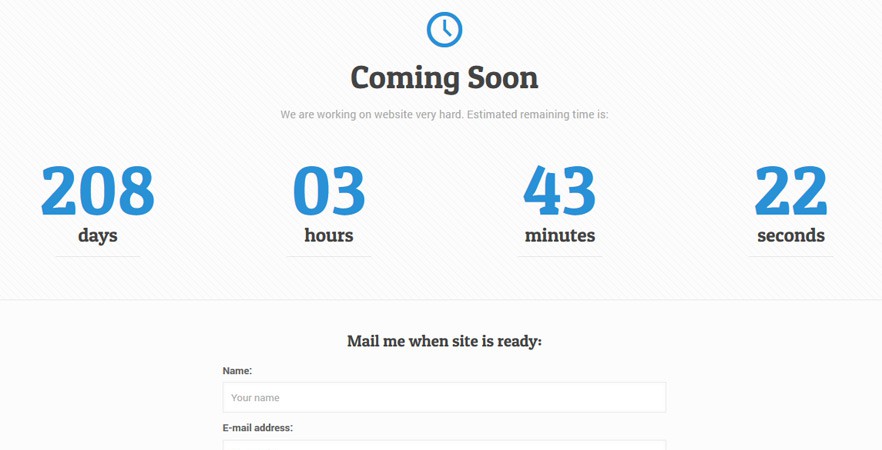 Coming Soon
We are working on website very hard. Estimated remaining time is:
208 03 43 22
days hours minutes seconds
Mail me when site is ready:
Name:
Your name
E-mail address: